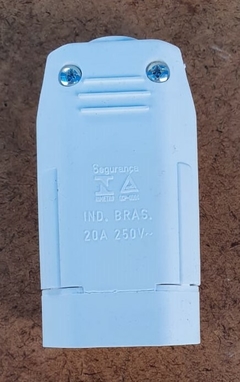 Segurança
IND. BRAS.
20A 250V~